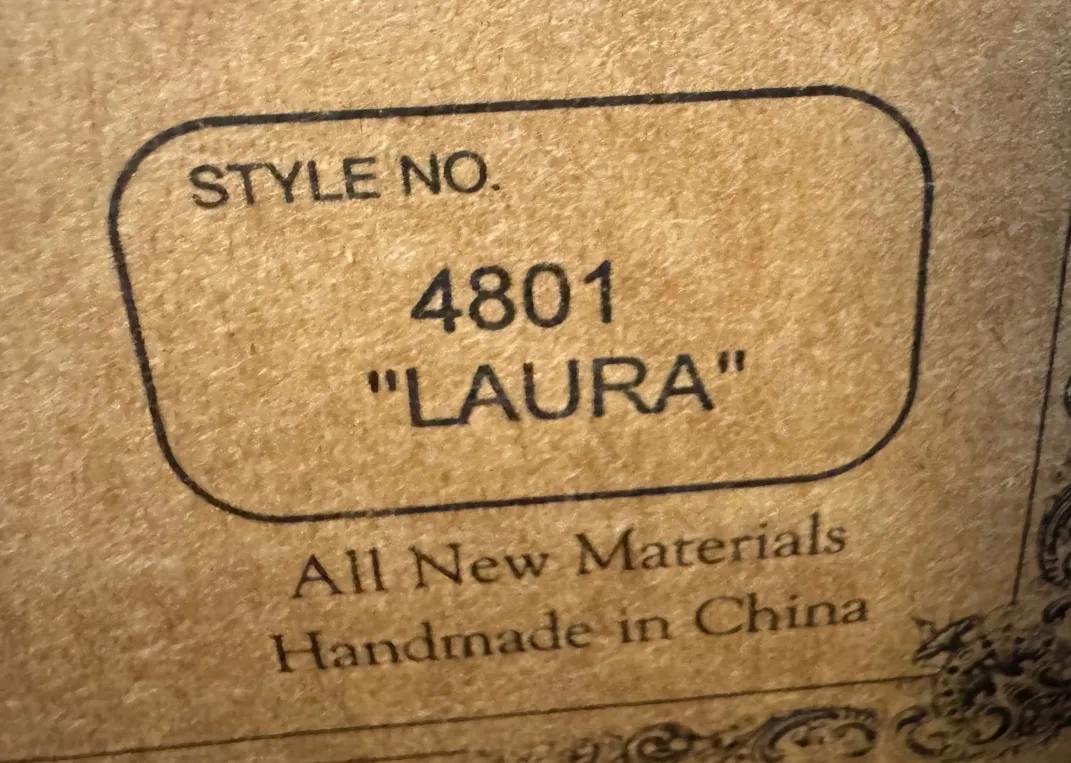 STYLE NO.
4801
"LAURA"
All New Materials
Handmade in China